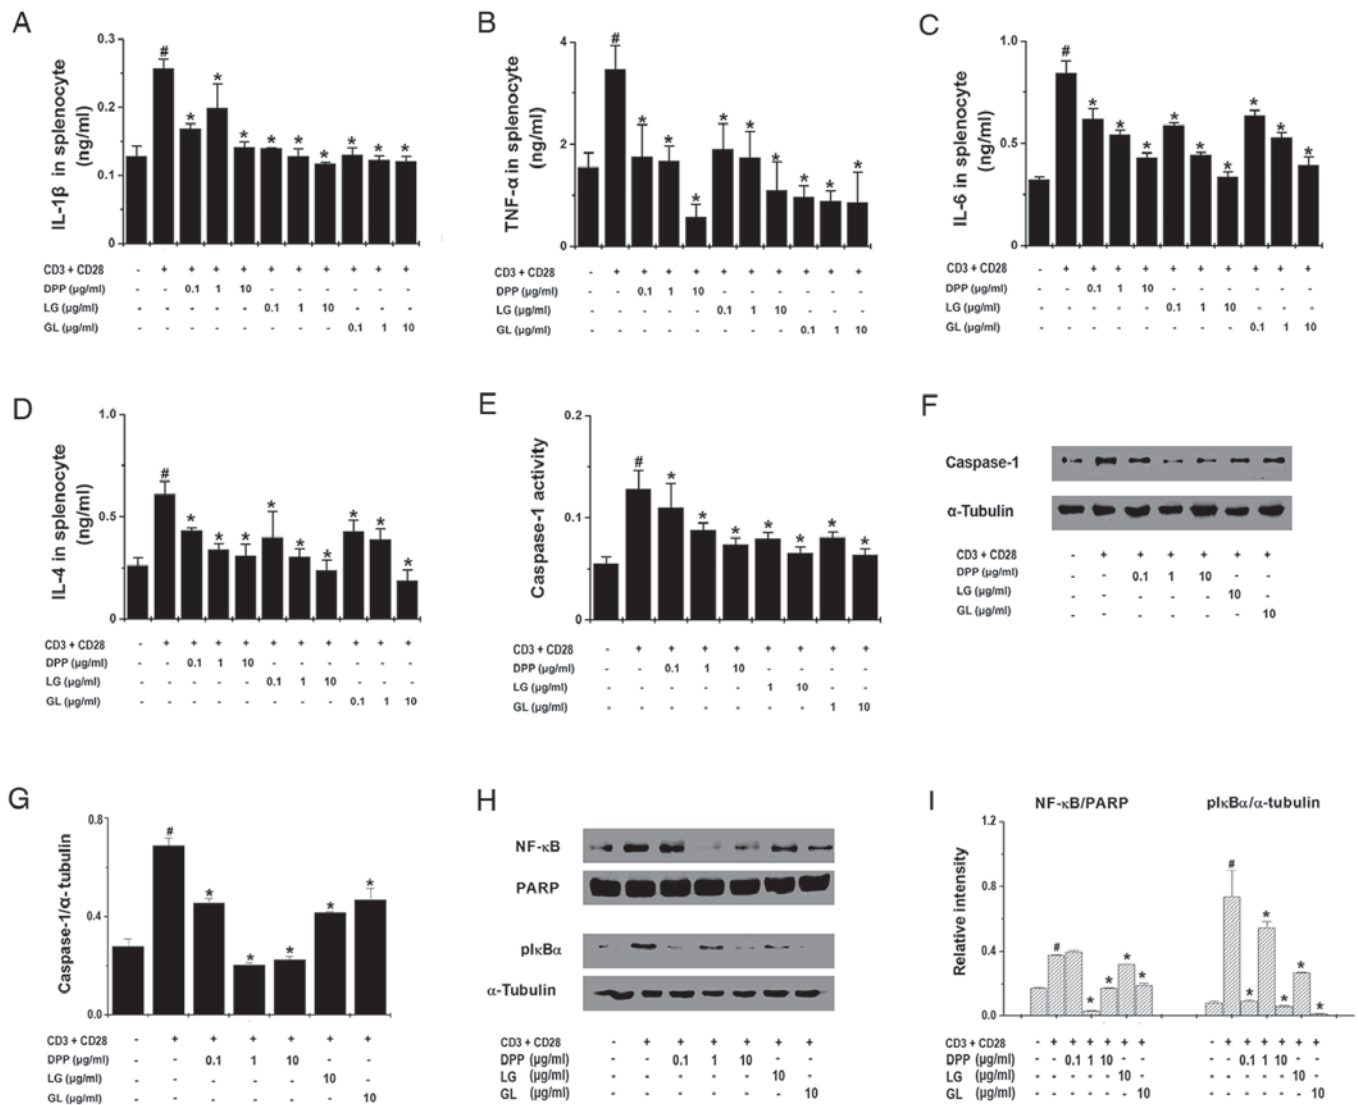 A
IL-1β in splenocyte
(ng/ml)
0.3
0.2
0.1
0
# * * * * * * * * *
CD3 + CD28 - + + + + + + + + + +
DPP (μg/ml) - - 0.1 1 10 - - - - - -
LG (μg/ml) - - - - - 0.1 1 10 - - -
GL (μg/ml) - - - - - - - - 0.1 1 10
B
TNF-α in splenocyte
(ng/ml)
4
2
0
# * * * * * * * * *
CD3 + CD28 - + + + + + + + + + +
DPP (μg/ml) - - 0.1 1 10 - - - - - -
LG (μg/ml) - - - - - 0.1 1 10 - - -
GL (μg/ml) - - - - - - - - 0.1 1 10
C
IL-6 in splenocyte
(ng/ml)
1.0
0.5
0
# * * * * * * * * *
CD3 + CD28 - + + + + + + + + + +
DPP (μg/ml) - - 0.1 1 10 - - - - - -
LG (μg/ml) - - - - - 0.1 1 10 - - -
GL (μg/ml) - - - - - - - - 0.1 1 10
D
IL-4 in splenocyte
(ng/ml)
1.0
0.5
0
# * * * * * * * * *
CD3 + CD28 - + + + + + + + + + +
DPP (μg/ml) - - 0.1 1 10 - - - - - -
LG (μg/ml) - - - - - 0.1 1 10 - - -
GL (μg/ml) - - - - - - - - 0.1 1 10
E
Caspase-1 activity
0.2
0.1
0
# * * * * * * *
CD3 + CD28 - + + + + + + + +
DPP (μg/ml) - - 0.1 1 10 - - - -
LG (μg/ml) - - - - - 1 10 - -
GL (μg/ml) - - - - - - - 1 10
F
Caspase-1
α-Tubulin
CD3 + CD28 - + + + + + +
DPP (μg/ml) - - 0.1 1 10 - -
LG (μg/ml) - - - - - 10 -
GL (μg/ml) - - - - - - 10
G
Caspase-1/α- tubulin
0.8
0.4
0.0
# * * * * *
CD3 + CD28 - + + + + + +
DPP (μg/ml) - - 0.1 1 10 - -
LG (μg/ml) - - - - - 10 -
GL (μg/ml) - - - - - - 10
H
NF-κB
PARP
pIκBα
α-Tubulin
CD3 + CD28 - + + + + + +
DPP (μg/ml) - - 0.1 1 10 - -
LG (μg/ml) - - - - - 10 -
GL (μg/ml) - - - - - - 10
I
NF-κB/PARP pIκBα/α-tubulin
Relative intensity
1.2
0.8
0.4
0.0
# * * * * # * * * * *
CD3 + CD28 - + + + + + + - + + + + + +
DPP (μg/ml) - - 0.1 1 10 - - - - 0.1 1 10 - -
LG (μg/ml) - - - - - 10 - - - - - - 10 -
GL (μg/ml) - - - - - - 10 - - - - - - 10